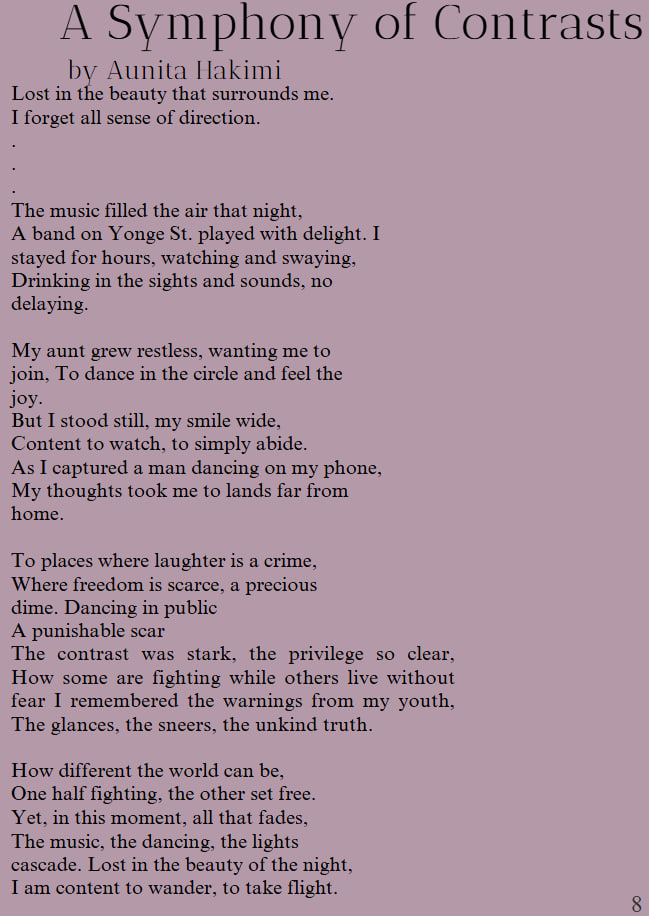 A Symphony of Contrasts
by Aunita Hakimi
Lost in the beauty that surrounds me.
I forget all sense of direction.
.
.
.
The music filled the air that night,
A band on Yonge St. played with delight. I
stayed for hours, watching and swaying,
Drinking in the sights and sounds, no
delaying.
My aunt grew restless, wanting me to
join, To dance in the circle and feel the
joy.
But I stood still, my smile wide,
Content to watch, to simply abide.
As I captured a man dancing on my phone,
My thoughts took me to lands far from
home.
To places where laughter is a crime,
Where freedom is scarce, a precious
dime. Dancing in public
A punishable scar
The contrast was stark, the privilege so clear,
How some are fighting while others live without
fear I remembered the warnings from my youth,
The glances, the sneers, the unkind truth.
How different the world can be,
One half fighting, the other set free.
Yet, in this moment, all that fades,
The music, the dancing, the lights
cascade. Lost in the beauty of the night,
I am content to wander, to take flight.
8